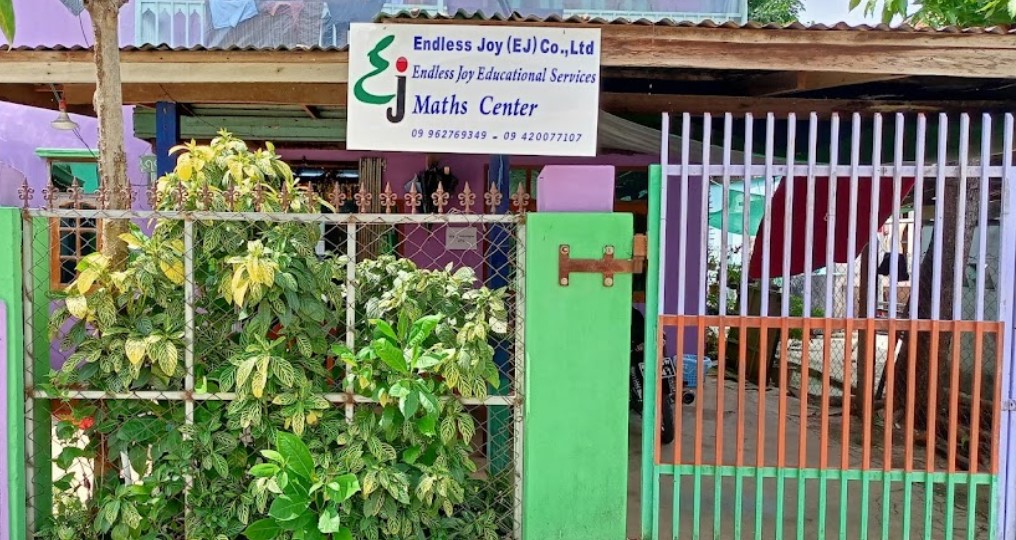 EJ
Endless Joy (EJ) Co.,Ltd
Endless Joy Educational Services
Maths Center
09 962769349 - 09 420077107